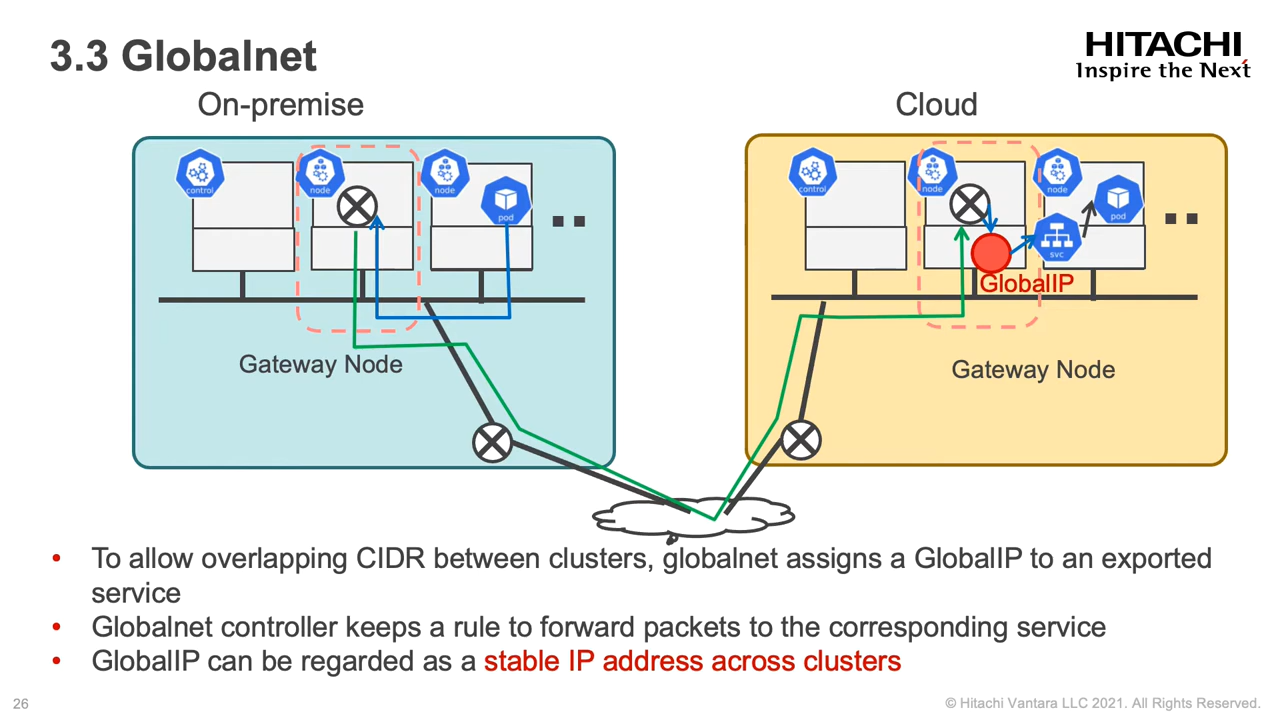 3.3 Globalnet
HITACHI
Inspire the Next
On-premise
Cloud
control
node
node
pod
control
node
node
pod
svc
GlobalIP
Gateway Node
Gateway Node
• To allow overlapping CIDR between clusters, globalnet assigns a GlobalIP to an exported
service
• Globalnet controller keeps a rule to forward packets to the corresponding service
• GlobalIP can be regarded as a stable IP address across clusters
26
© Hitachi Vantara LLC 2021. All Rights Reserved.